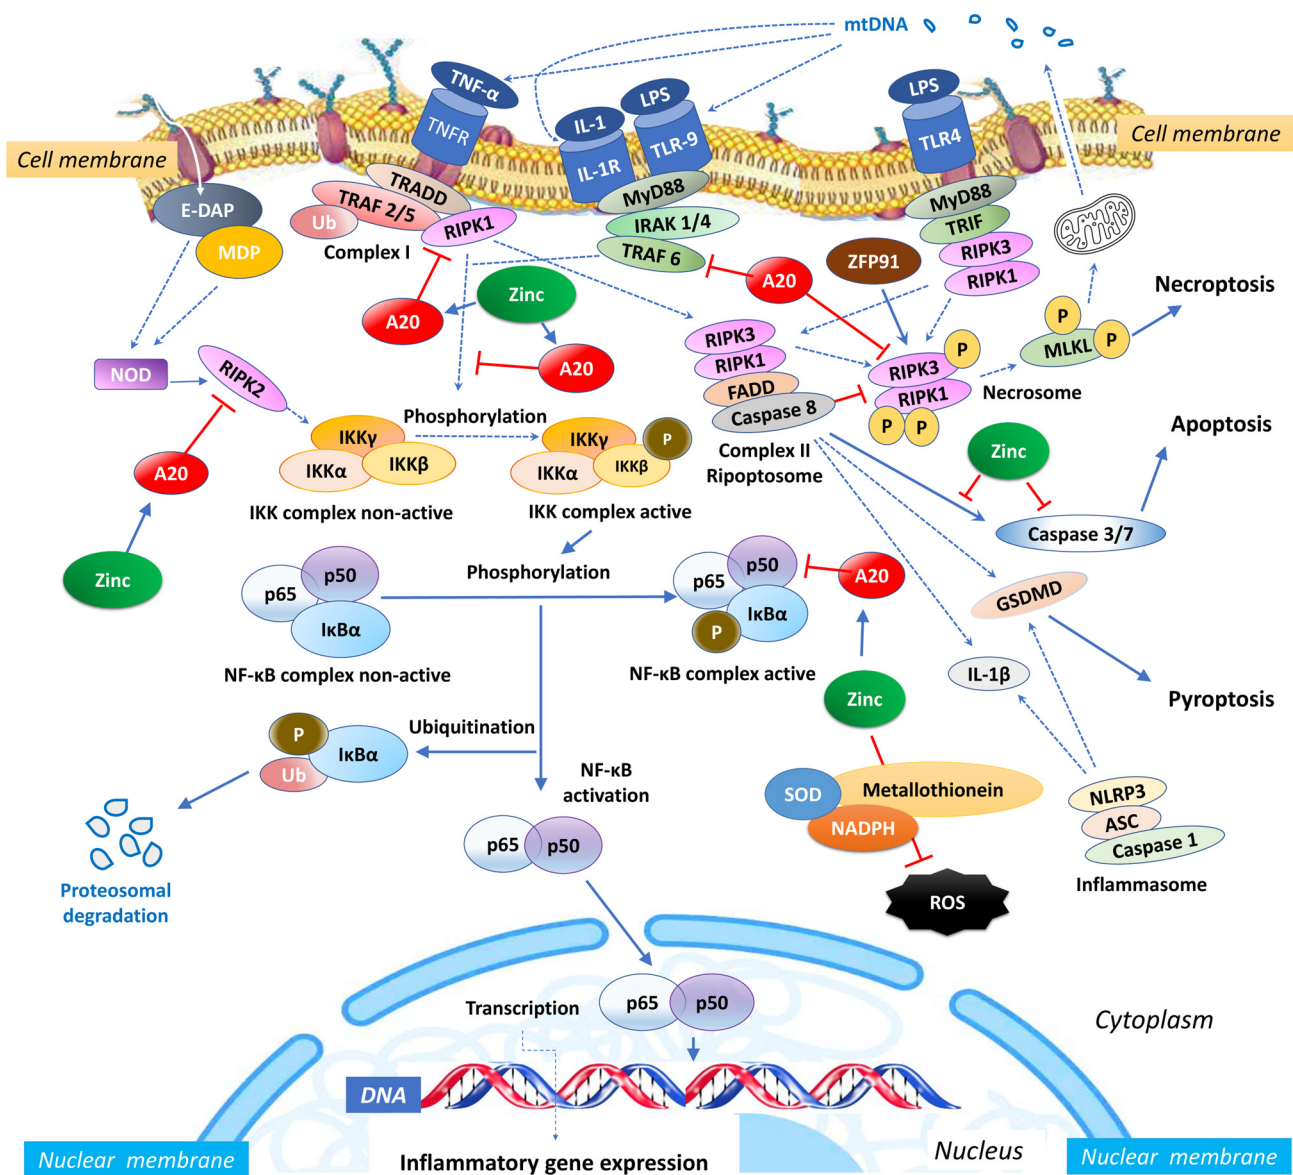 mtDNA
TNF-α
TNFR
LPS
IL-1
TLR-9
IL-1R
LPS
TLR4
Cell membrane
Cell membrane
E-DAP
MDP
TRADD
TRAF 2/5
Ub
RIPK1
Complex I
MyD88
IRAK 1/4
TRAF 6
MyD88
TRIF
RIPK3
RIPK1
ZFP91
A20
Zinc
A20
A20
Necroptosis
P
P
MLKL
NOD
RIPK2
RIPK3
RIPK1
FADD
Caspase 8
Complex II
Ripoptosome
P
RIPK3
RIPK1
P
P
Necrosome
Phosphorylation
IKKγ
IKKα
IKKβ
IKK complex non-active
IKKγ
P
IKKα
IKKβ
IKK complex active
Apoptosis
Zinc
Caspase 3/7
A20
Zinc
Phosphorylation
p65
p50
IκBα
NF-κB complex non-active
p65
p50
IκBα
P
NF-κB complex active
A20
Zinc
GSDMD
IL-1β
Pyroptosis
Ubiquitination
P
Ub
IκBα
NF-κB
activation
SOD
Metallothionein
NADPH
ROS
NLRP3
ASC
Caspase 1
Inflammasome
p65
p50
Proteosomal
degradation
Transcription
p65
p50
Cytoplasm
DNA
Inflammatory gene expression
Nucleus
Nuclear membrane
Nuclear membrane